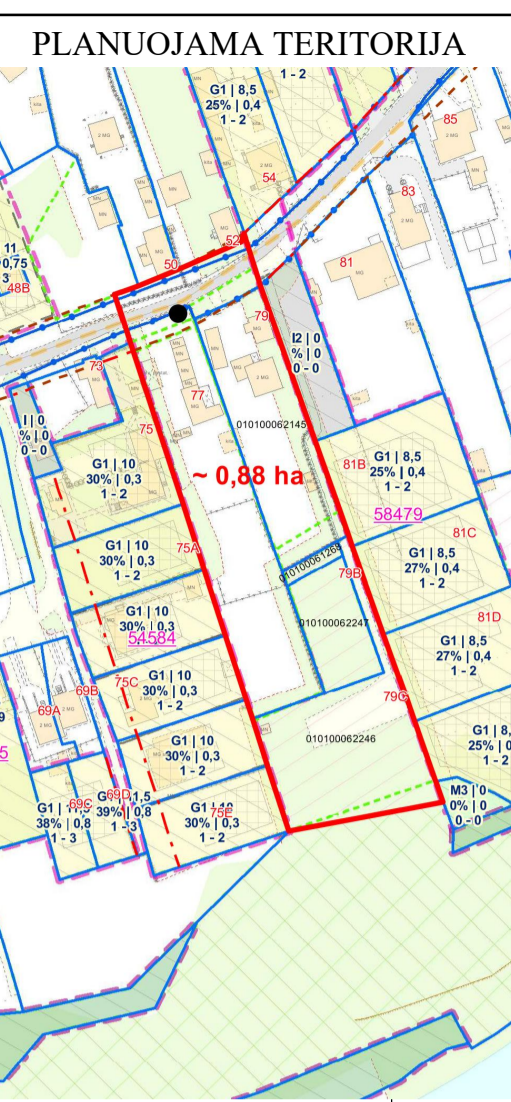 PLANUOJAMA TERITORIJA
1 - 2
G1 | 8,5
25% | 0,4
1 - 2
85
54
83
11
0,75
3
48B
52
50
81
79
I2 | 0
% | 0
0 - 0
73
77
75
I | 0
% | 0
0 - 0
010100062145
G1 | 10
30% | 0,3
1 - 2
~ 0,88 ha
81B
G1 | 8,5
25% | 0,4
1 - 2
58479
G1 | 10
30% | 0,3
1 - 2
75A
81C
G1 | 8,5
27% | 0,4
1 - 2
010100061269
79B
G1 | 10
30% | 0,3
1 - 2
54584
010100062247
81D
G1 | 8,5
27% | 0,4
1 - 2
75C
G1 | 10
30% | 0,3
1 - 2
69B
69A
79C
G1 | 10
30% | 0,3
1 - 2
010100062246
G1 | 8,
25% | 0
1 - 2
69C
38% | 0,8
1 - 3
69D
39% | 0,8
1 - 3
75E
30% | 0,3
1 - 2
M3 | 0
0% | 0
0 - 0